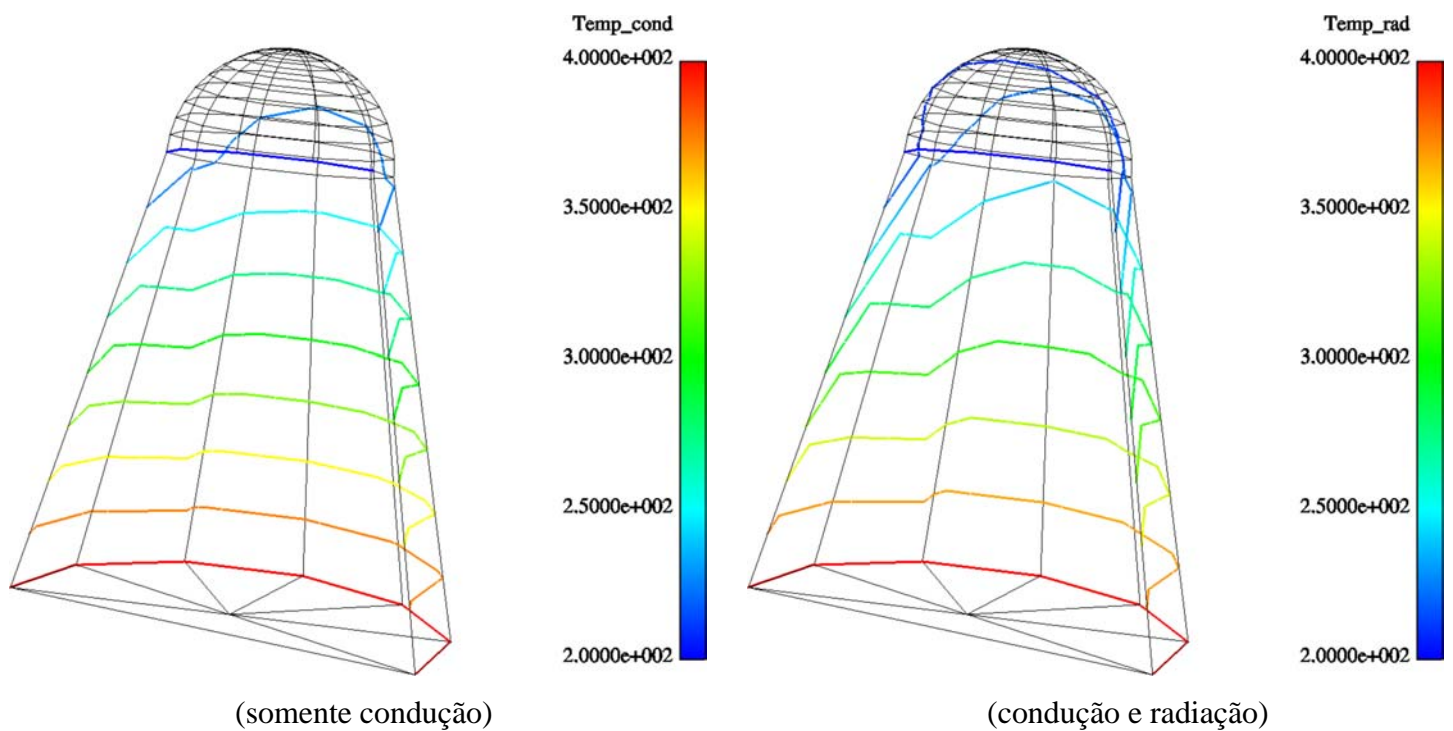 Temp_cond
4.0000e+002
3.5000e+002
3.0000e+002
2.5000e+002
2.0000e+002
(somente condução)
Temp_rad
4.0000e+002
3.5000e+002
3.0000e+002
2.5000e+002
2.0000e+002
(condução e radiação)